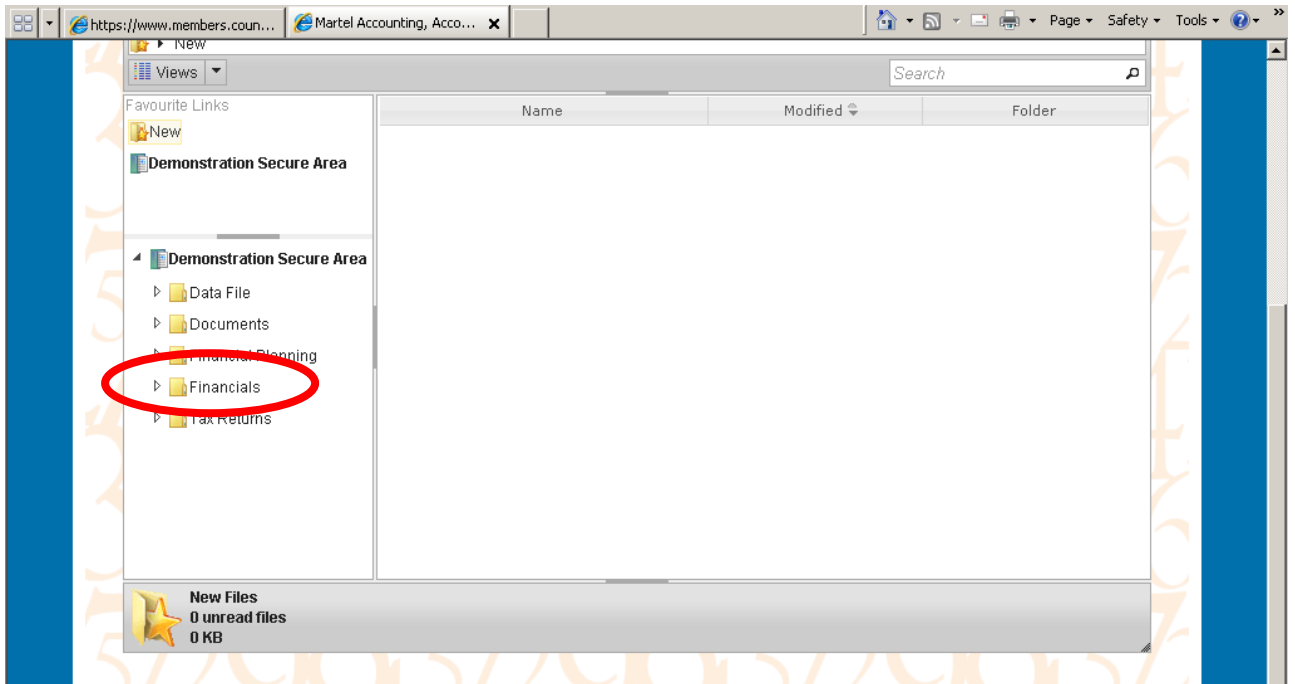 https://www.members.coun... Martel Accounting, Acco... Page Safety Tools
New
Views Search
Favourite Links
Name Modified Folder
New
Demonstration Secure Area
Demonstration Secure Area
Data File
Documents
Financial Planning
Financials
Tax Returns
New Files
0 unread files
0 KB